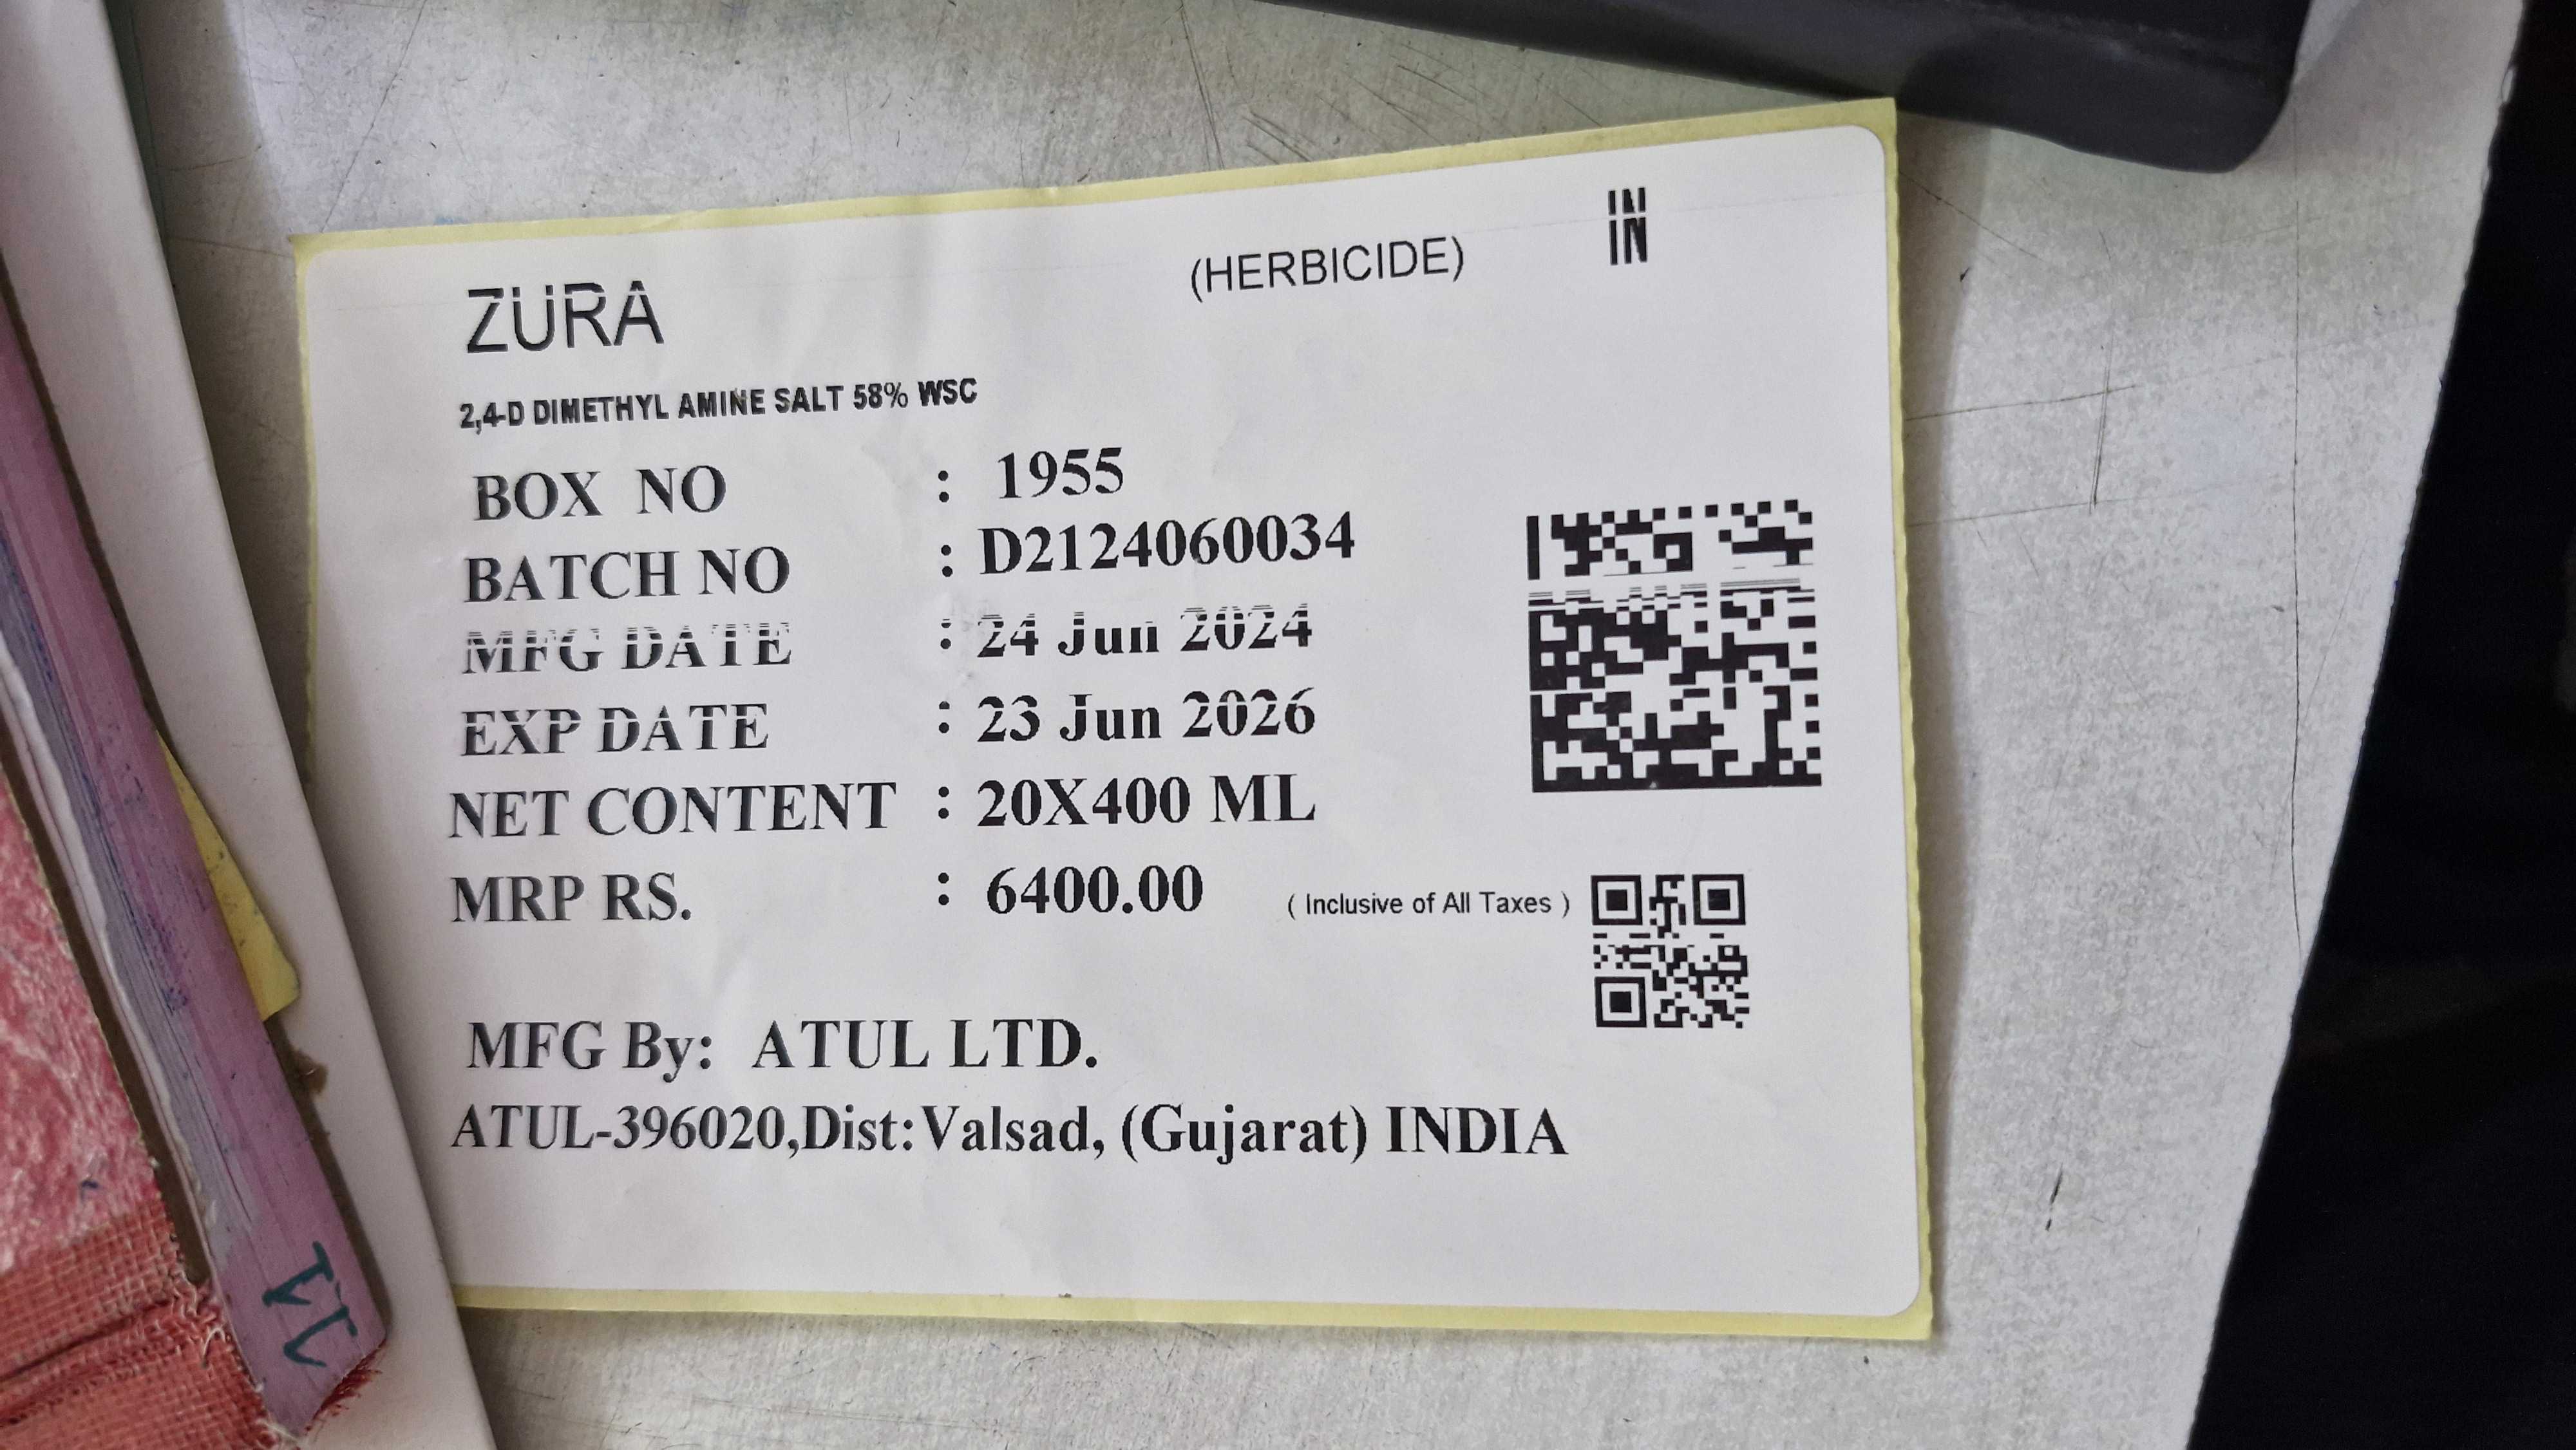 ZURA (HERBICIDE) IN
2,4-D DIMETHYL AMINE SALT 58% WSC
BOX NO : 1955
BATCH NO : D2124060034
MFG DATE : 24 Jun 2024
EXP DATE : 23 Jun 2026
NET CONTENT : 20X400 ML
MRP RS. : 6400.00 ( Inclusive of All Taxes )
MFG By: ATUL LTD.
ATUL-396020,Dist:Valsad, (Gujarat) INDIA